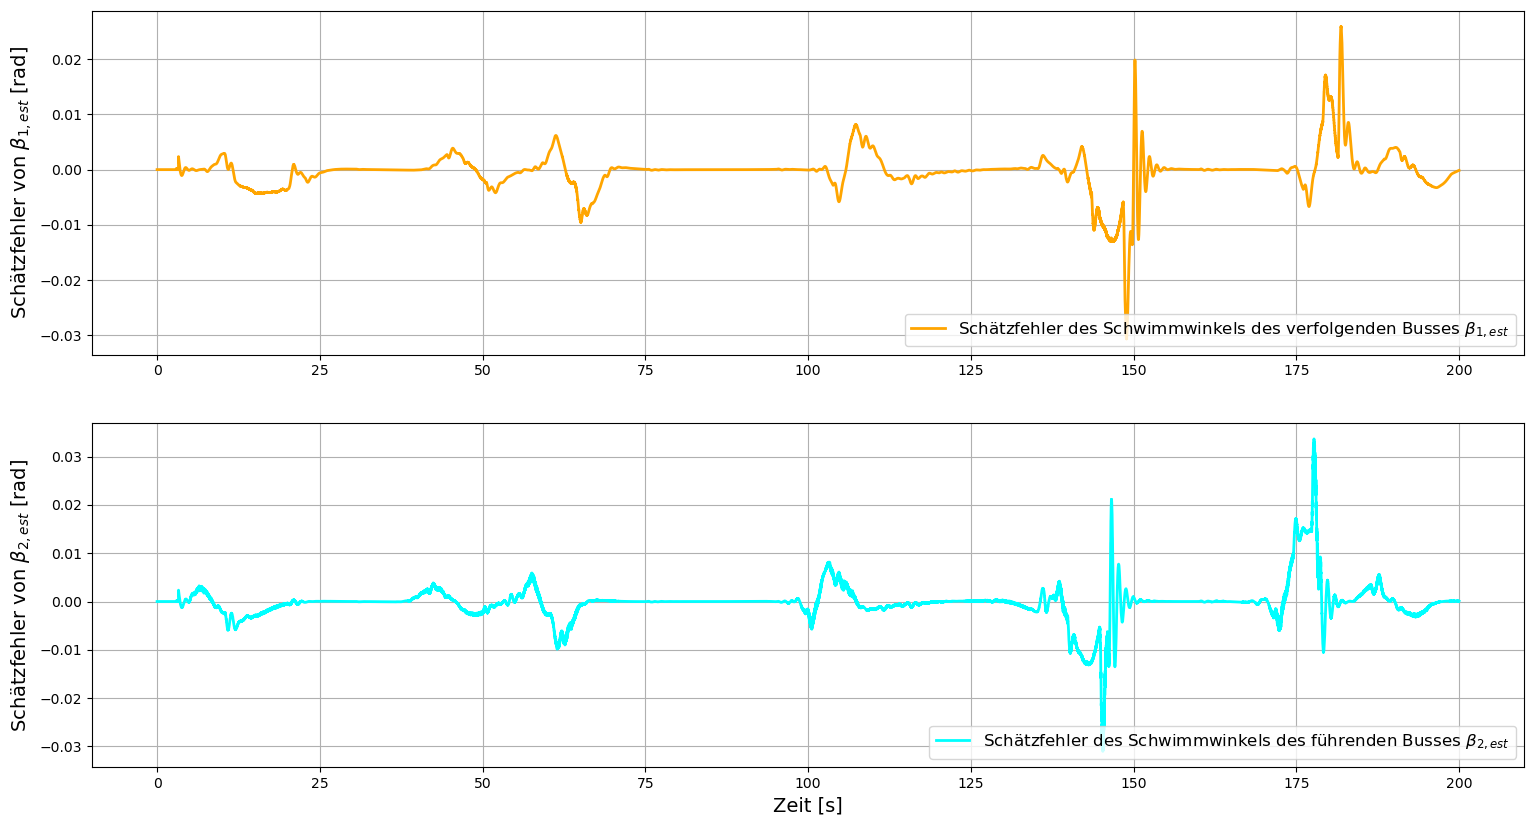 Schätzfehler von β1,est [rad]
0.02
0.01
0.00
−0.01
−0.02
−0.03
Schätzfehler des Schwimmwinkels des verfolgenden Busses β1,est
0 25 50 75 100 125 150 175 200
Schätzfehler von β2,est [rad]
0.03
0.02
0.01
0.00
−0.01
−0.02
−0.03
Schätzfehler des Schwimmwinkels des führenden Busses β2,est
0 25 50 75 100 125 150 175 200
Zeit [s]